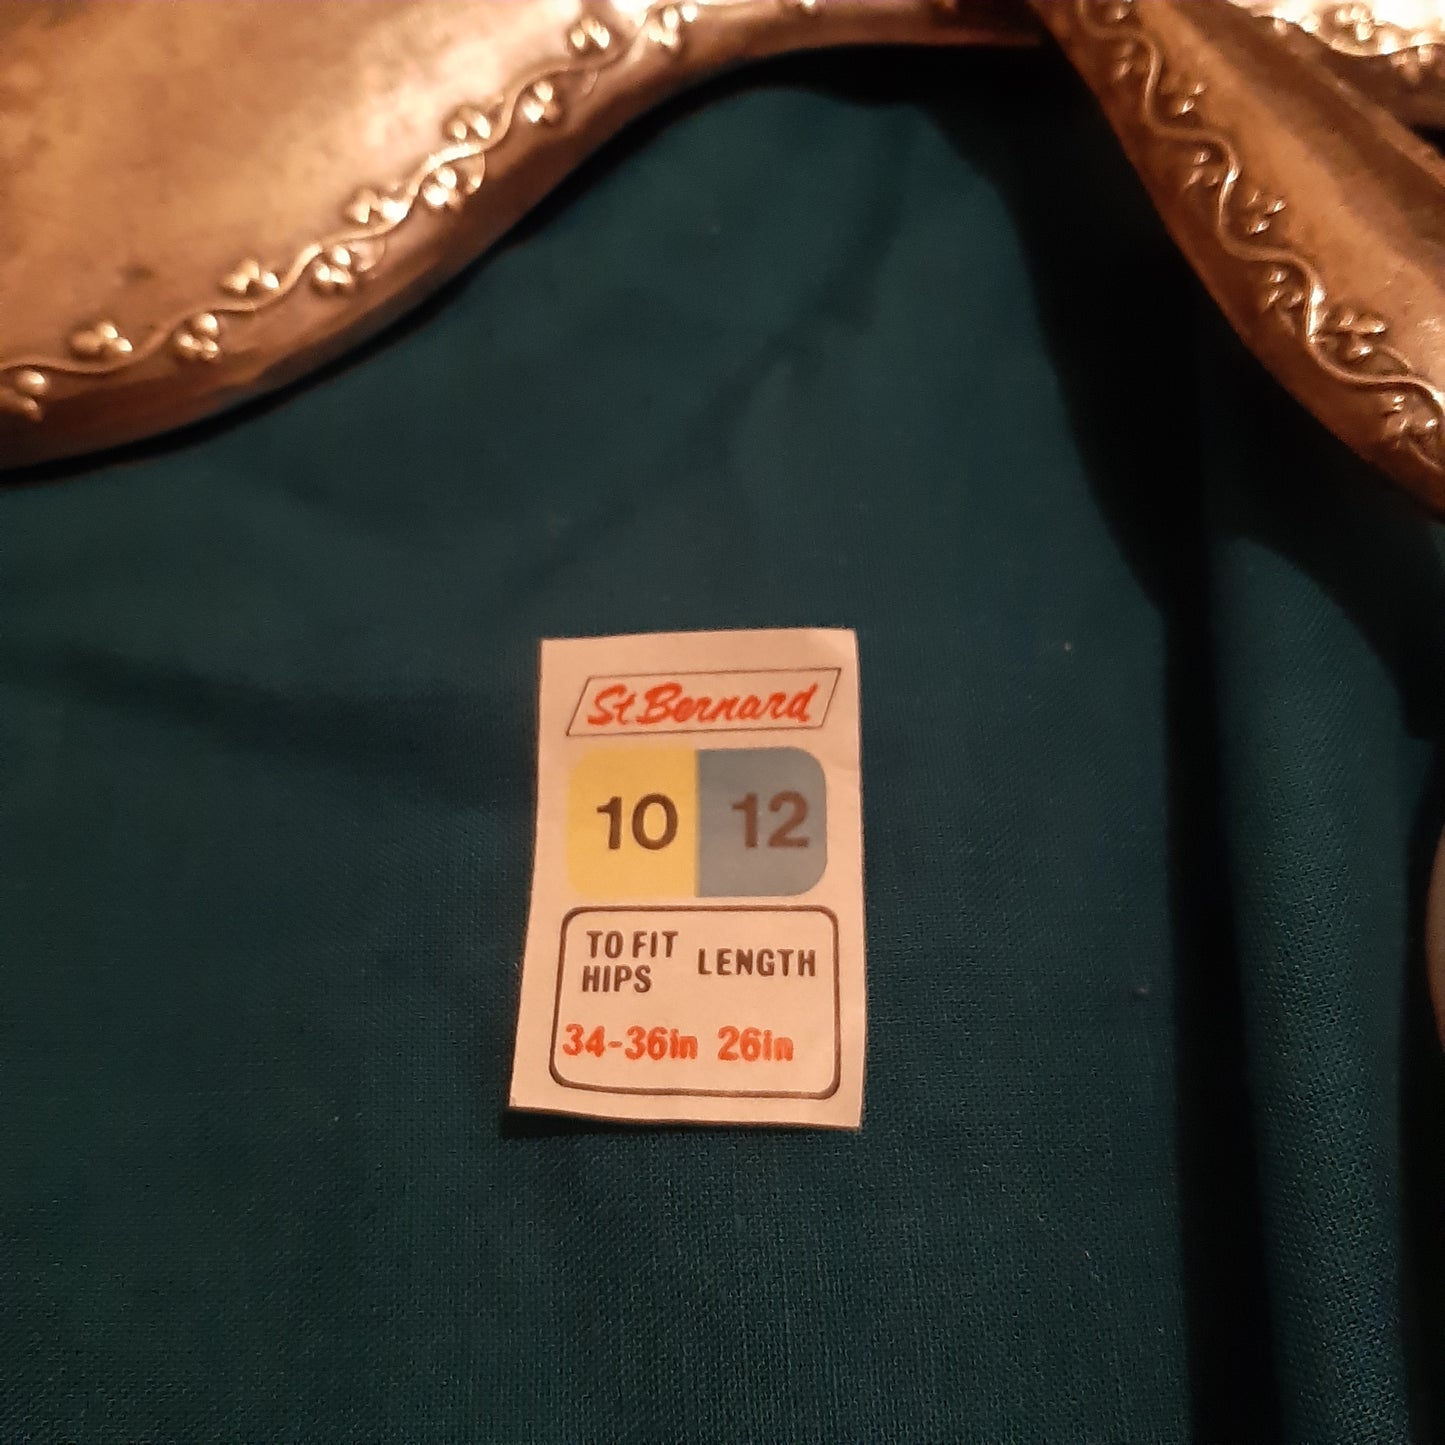 St. Bernard
10 12
TO FIT HIPS LENGTH
34-36in 26in